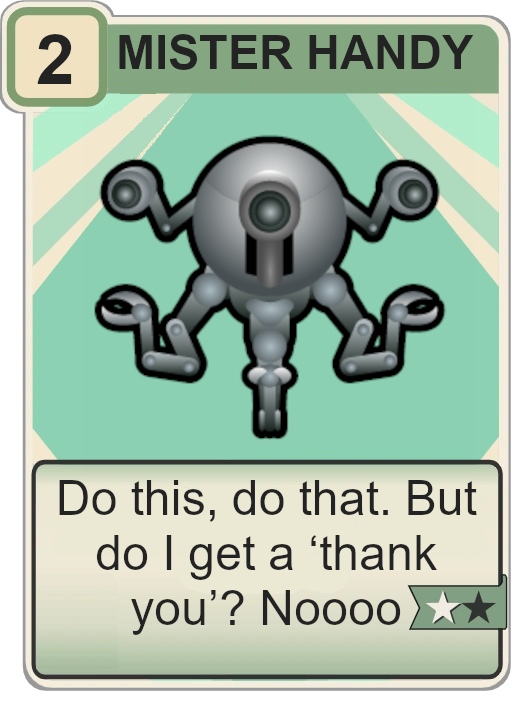 2
MISTER HANDY
Do this, do that. But
do I get a ‘thank
you’? Noooo